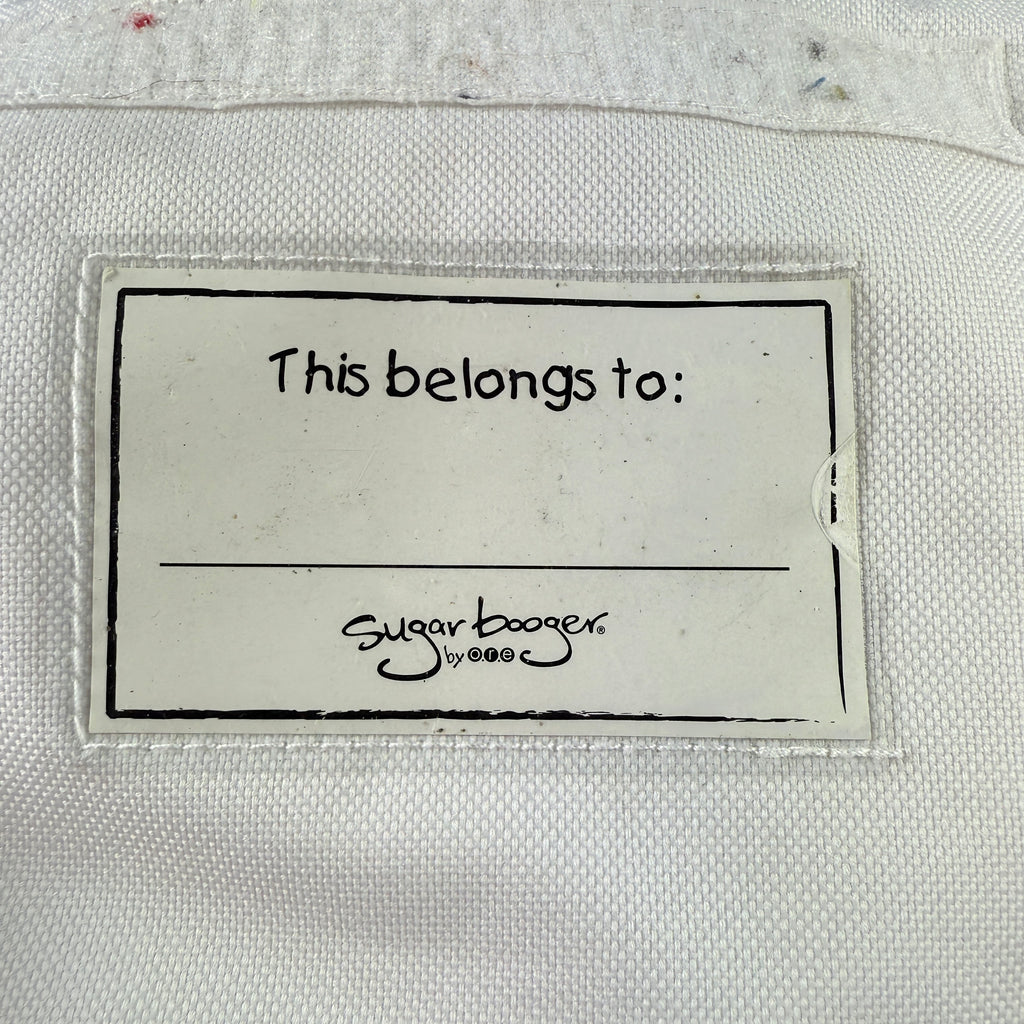 This belongs to:
sugar booger®
by o.r.e